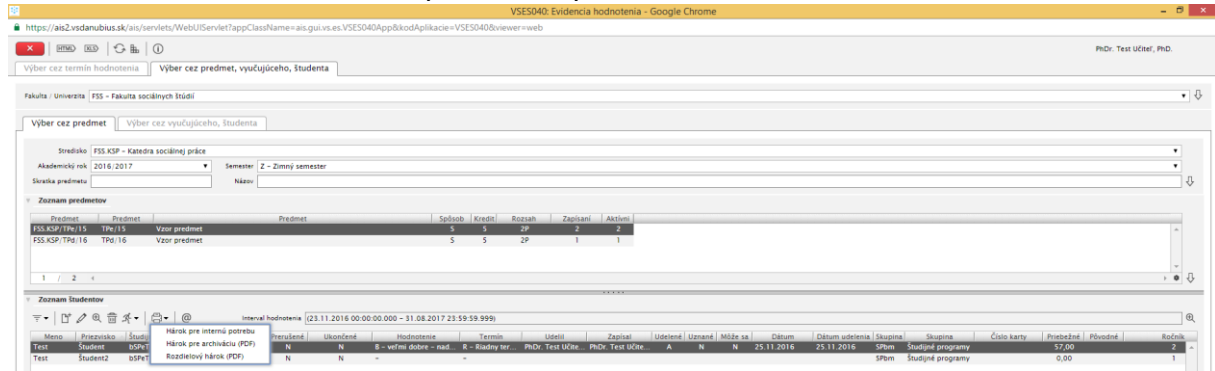 VSES040: Evidencia hodnotenia - Google Chrome
https://ais2.vsdanubius.sk/ais/servlets/WebUIServlet?appClassName=ais.gui.vs.es.VSES040App&kodAplikacie=VSES040&viewer=web
HTML XLS PhDr. Test Učiteľ, PhD.
Výber cez termín hodnotenia Výber cez predmet, vyučujúceho, študenta
Fakulta / Univerzita FSS - Fakulta sociálnych štúdií
Výber cez predmet Výber cez vyučujúceho, študenta
Stredisko FSS.KSP - Katedra sociálnej práce
Akademický rok 2016/2017 Semester Z - Zimný semester
Skratka predmetu Názov
Zoznam predmetov
Predmet Predmet Predmet Spôsob Kredit Rozsah Zapísaní Aktívni
FSS.KSP/TPe/15 TPe/15 Vzor predmet S 5 2P 2 2
FSS.KSP/TPd/16 TPd/16 Vzor predmet S 5 2P 1 1
1 / 2
Zoznam študentov
@ Interval hodnotenia (23.11.2016 00:00:00.000 - 31.08.2017 23:59:59.999)
Hárok pre internú potrebu
Hárok pre archiváciu (PDF)
Rozdielový hárok (PDF)
Meno Priezvisko Študij Prerušené Ukončené Hodnotenie Termín Udelil Zapísal Udelené Uznané Môže sa Dátum Dátum udelenia Skupina Skupina Číslo karty Priebežné Pôvodné Ročník
Test Študent bSPeT N N B - veľmi dobre - nad... R - Riadny ter... PhDr. Test Učite... PhDr. Test Učite... A N N 25.11.2016 25.11.2016 SPbm Študijné programy 57,00 2
Test Študent2 bSPeT N N - - SPbm Študijné programy 0,00 1